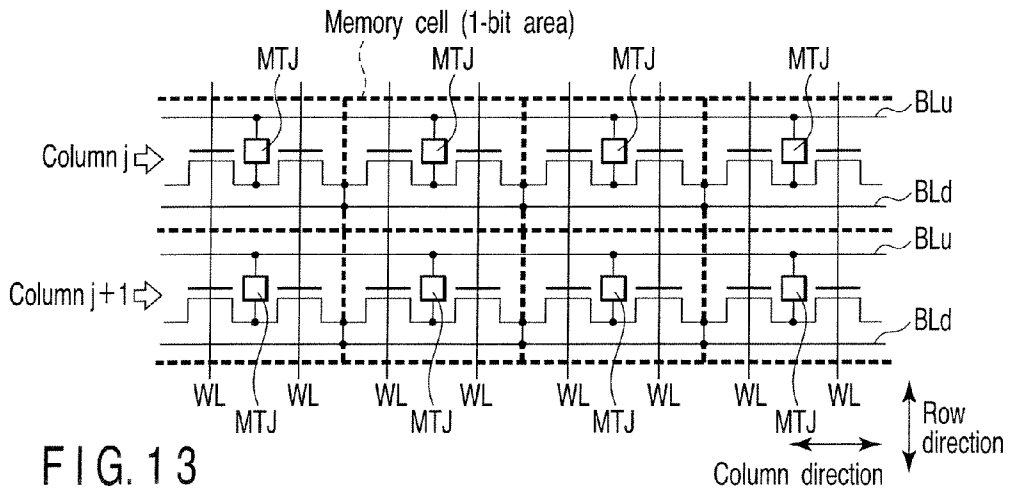 Memory cell (1-bit area)
MTJ MTJ MTJ MTJ
BLu
Column j
BLd
BLu
Column j+1
BLd
WL WL WL WL WL WL WL WL
MTJ MTJ MTJ MTJ
Row
direction
Column direction
FIG. 13